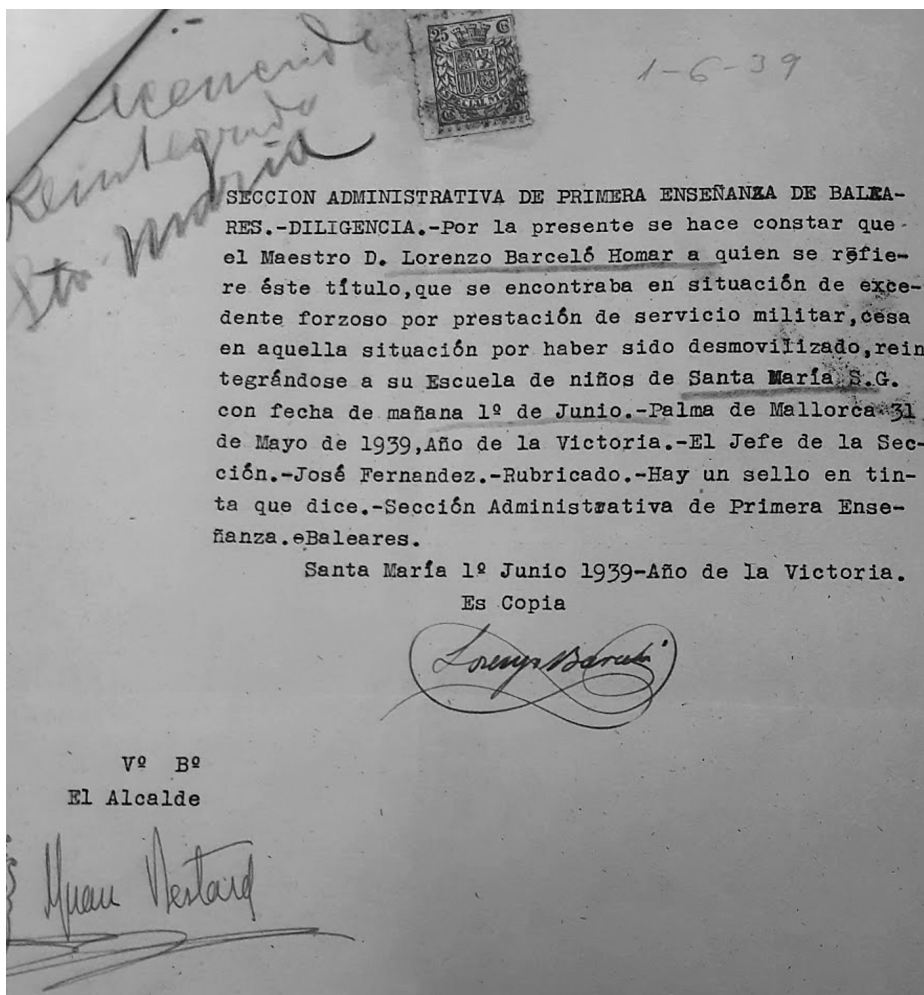 Licenciado
Reintegrado
Sta María
25 C
1-6-39
SECCION ADMINISTRATIVA DE PRIMERA ENSEÑANZA DE BALEA-
RES.-DILIGENCIA.-Por la presente se hace constar que
el Maestro D. Lorenzo Barceló Homar a quien se refie-
re éste título,que se encontraba en situación de exce-
dente forzoso por prestación de servicio militar,cesa
en aquella situación por haber sido desmovilizado,rein
tegrándose a su Escuela de niños de Santa María S.G.
con fecha de mañana 1º de Junio.-Palma de Mallorca 31
de Mayo de 1939,Año de la Victoria.-El Jefe de la Sec-
ción.-José Fernandez.-Rubricado.-Hay un sello en tin-
ta que dice.-Sección Administrativa de Primera Ense-
ñanza.eBaleares.
Santa María 1º Junio 1939-Año de la Victoria.
Es Copia
Lorenzo Barceló
Vº Bº
El Alcalde
Juan Bestard